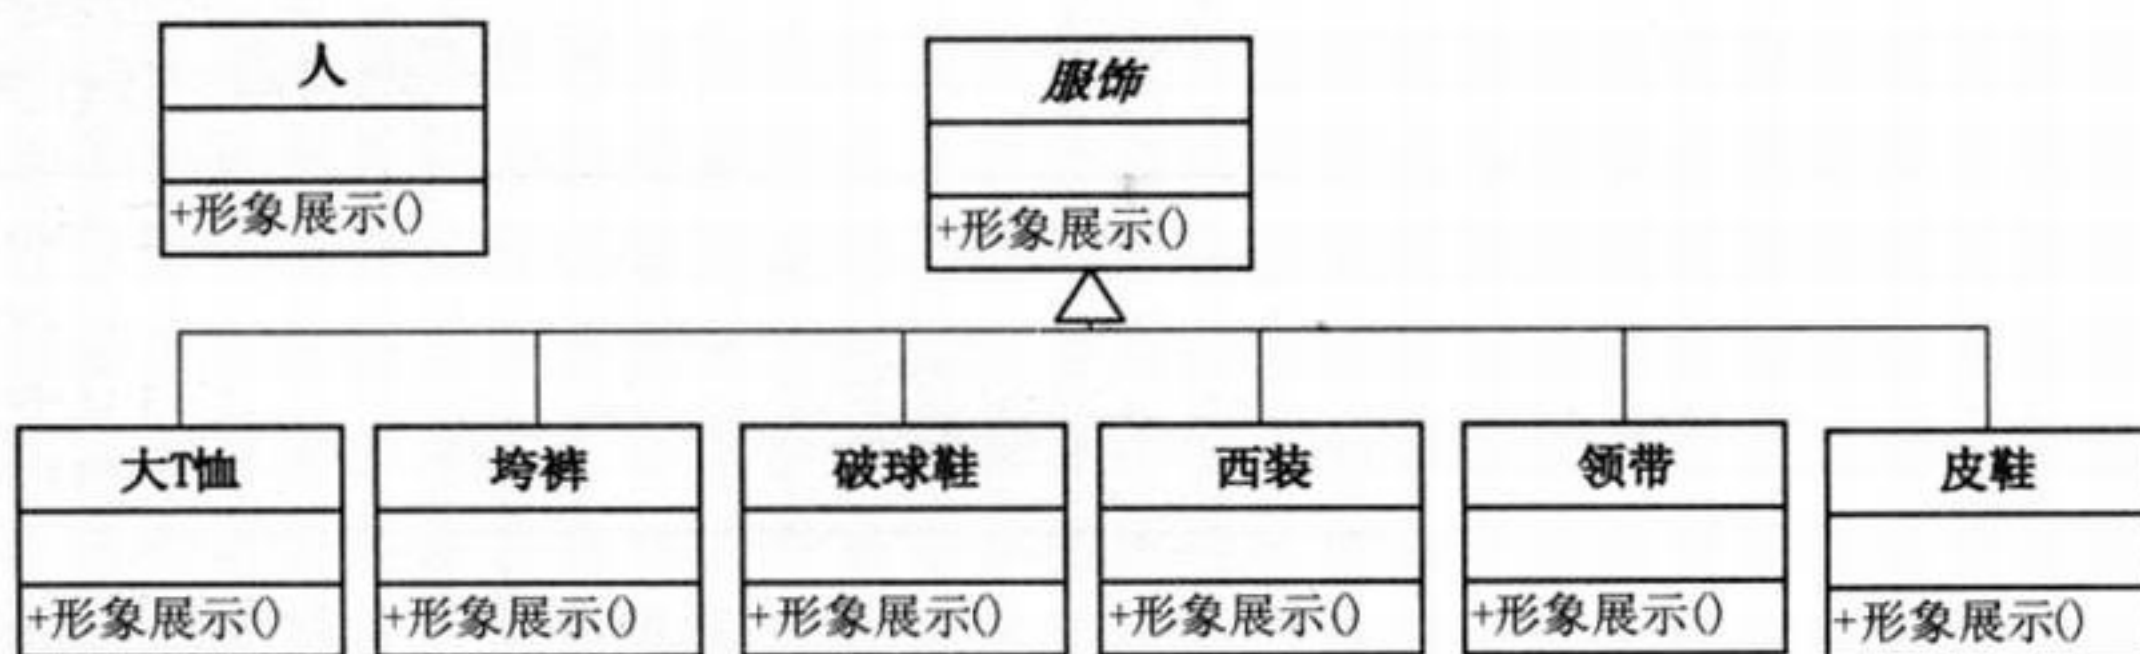 人
+形象展示()
服饰
+形象展示()
大T恤
+形象展示()
垮裤
+形象展示()
破球鞋
+形象展示()
西装
+形象展示()
领带
+形象展示()
皮鞋
+形象展示()